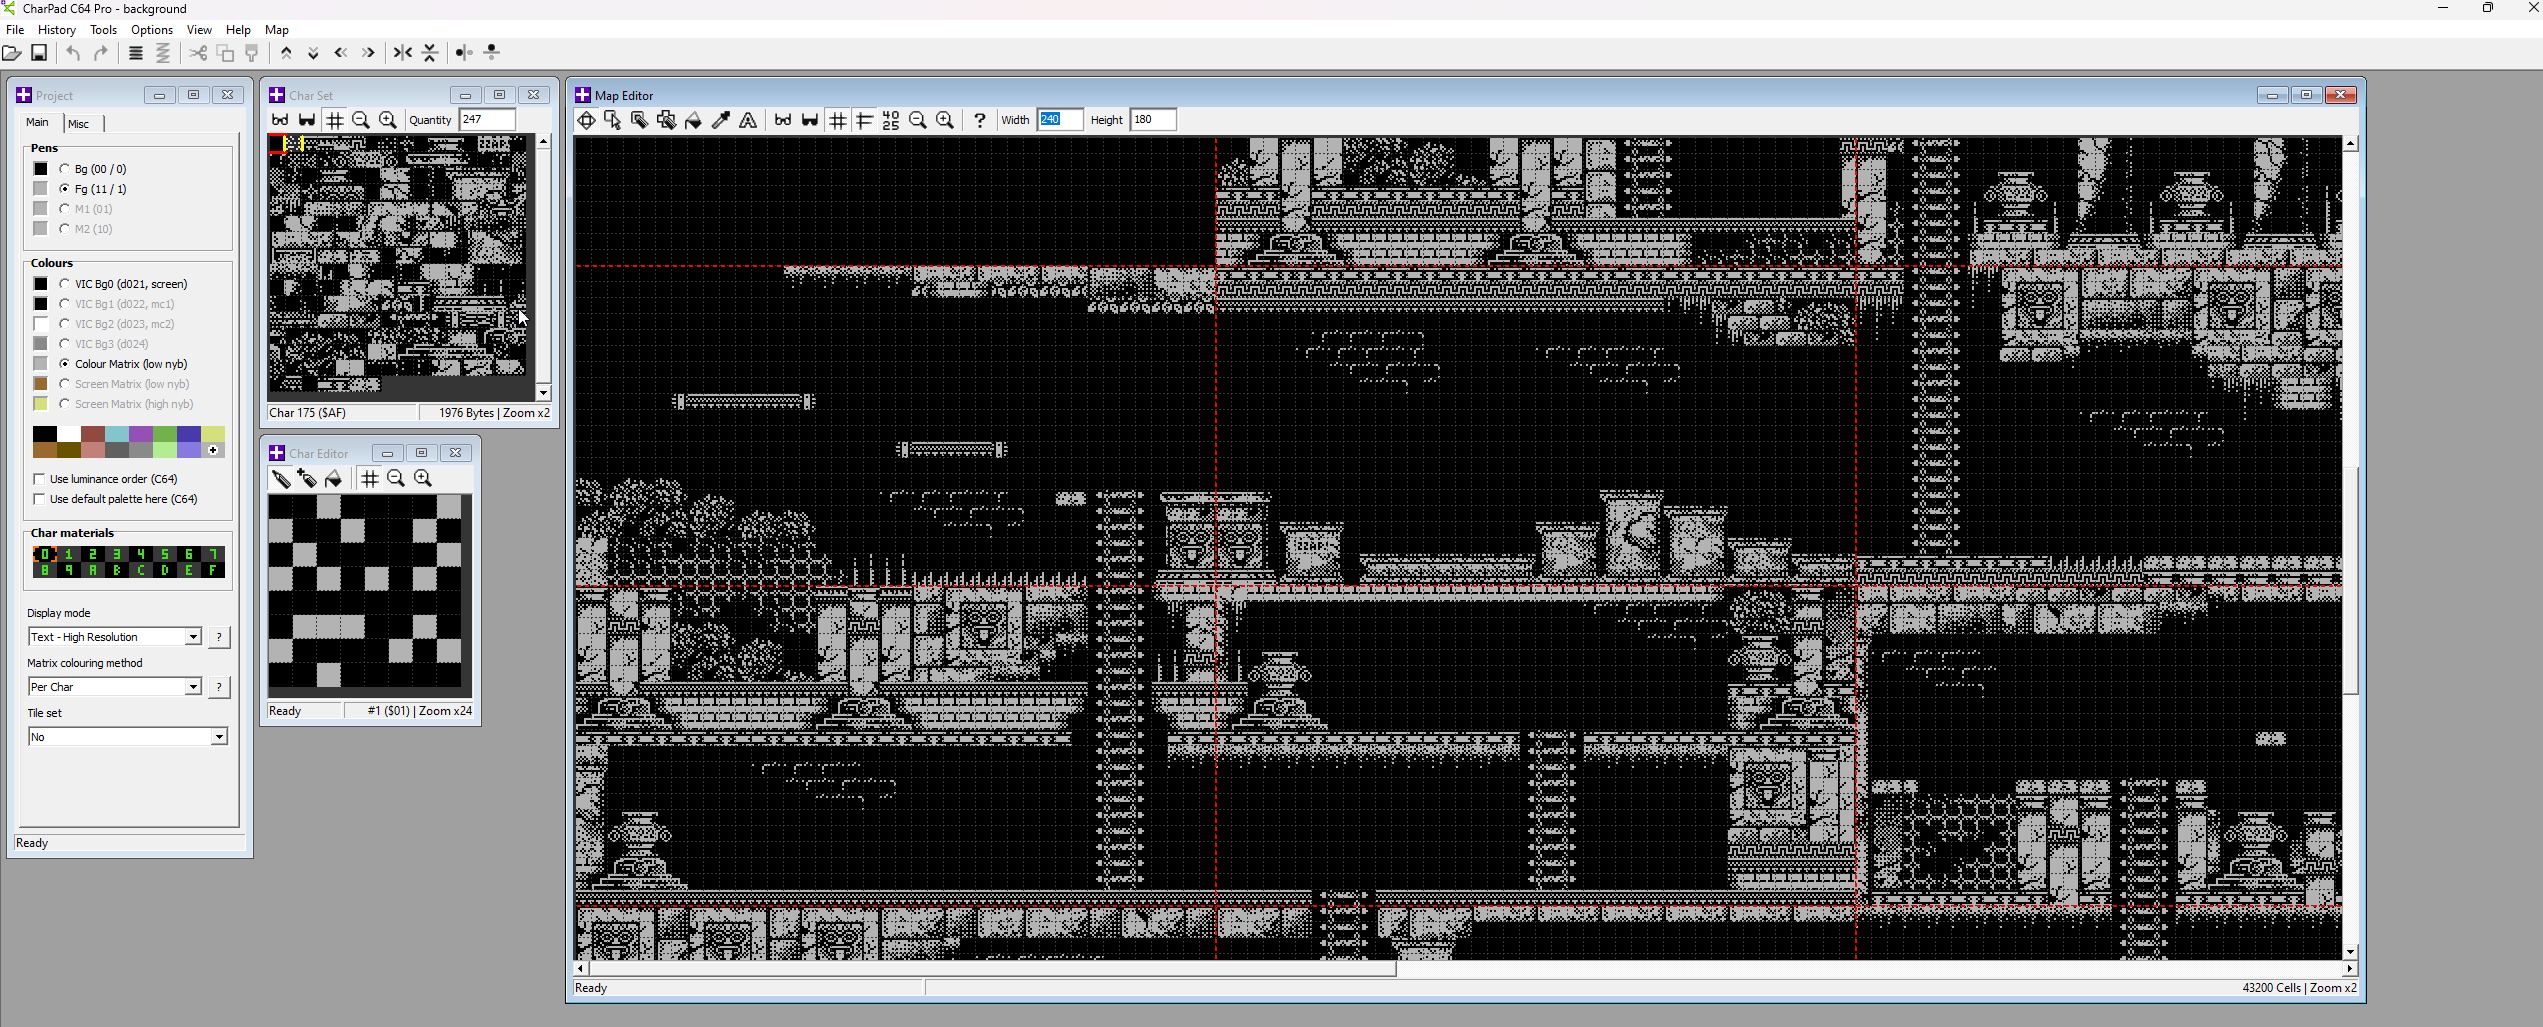 CharPad C64 Pro - background
File History Tools Options View Help Map
Project
Main Misc
Pens
Bg (00 / 0)
Fg (11 / 1)
M1 (01)
M2 (10)
Colours
VIC Bg0 (d021, screen)
VIC Bg1 (d022, mc1)
VIC Bg2 (d023, mc2)
VIC Bg3 (d024)
Colour Matrix (low nyb)
Screen Matrix (low nyb)
Screen Matrix (high nyb)
Use luminance order (C64)
Use default palette here (C64)
Char materials
0 1 2 3 4 5 6 7
8 9 A B C D E F
Display mode
Text - High Resolution ?
Matrix colouring method
Per Char ?
Tile set
No
Ready
Char Set
Quantity 247
Char 175 ($AF) 1976 Bytes | Zoom x2
Char Editor
Ready #1 ($01) | Zoom x24
Map Editor
40 25 ? Width 240 Height 180
Ready 43200 Cells | Zoom x2